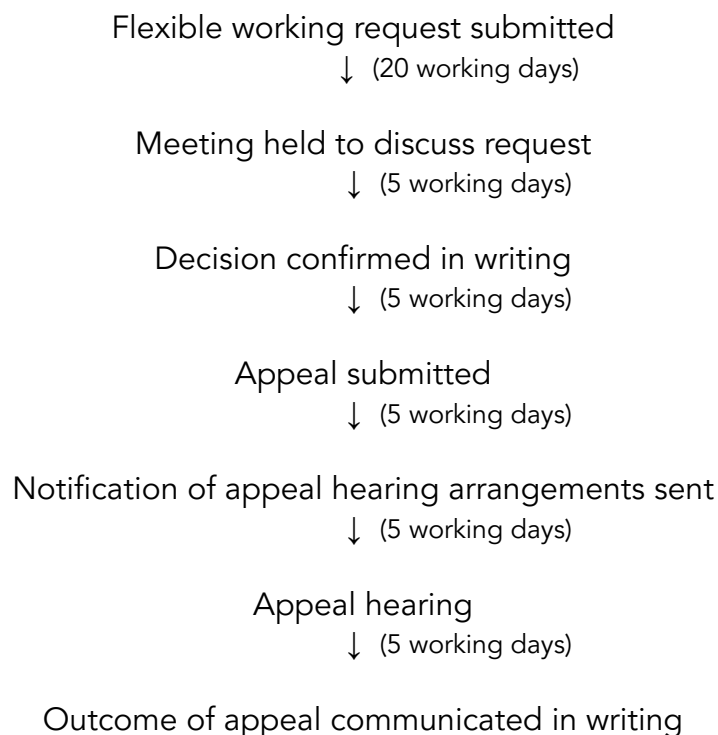 Flexible working request submitted
↓ (20 working days)
Meeting held to discuss request
↓ (5 working days)
Decision confirmed in writing
↓ (5 working days)
Appeal submitted
↓ (5 working days)
Notification of appeal hearing arrangements sent
↓ (5 working days)
Appeal hearing
↓ (5 working days)
Outcome of appeal communicated in writing